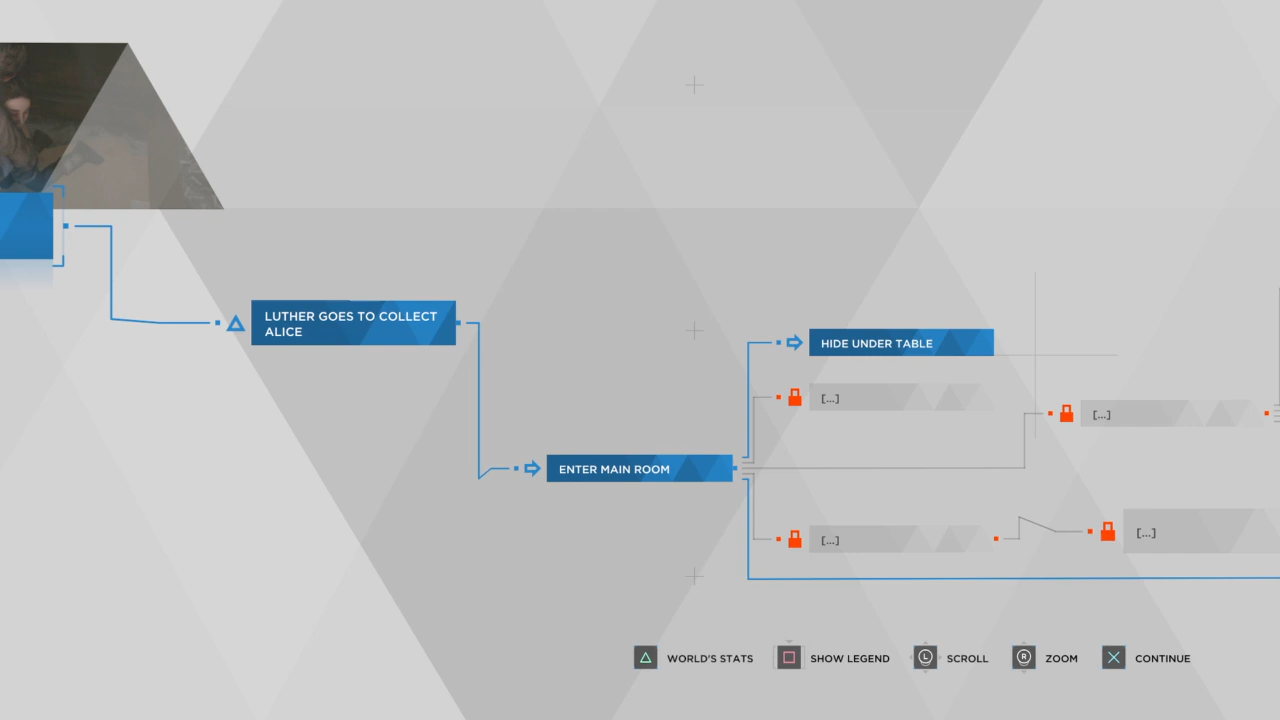 LUTHER GOES TO COLLECT
ALICE
HIDE UNDER TABLE
[...]
[...]
ENTER MAIN ROOM
[...]
[...]
WORLD'S STATS
SHOW LEGEND
L
SCROLL
R
ZOOM
CONTINUE